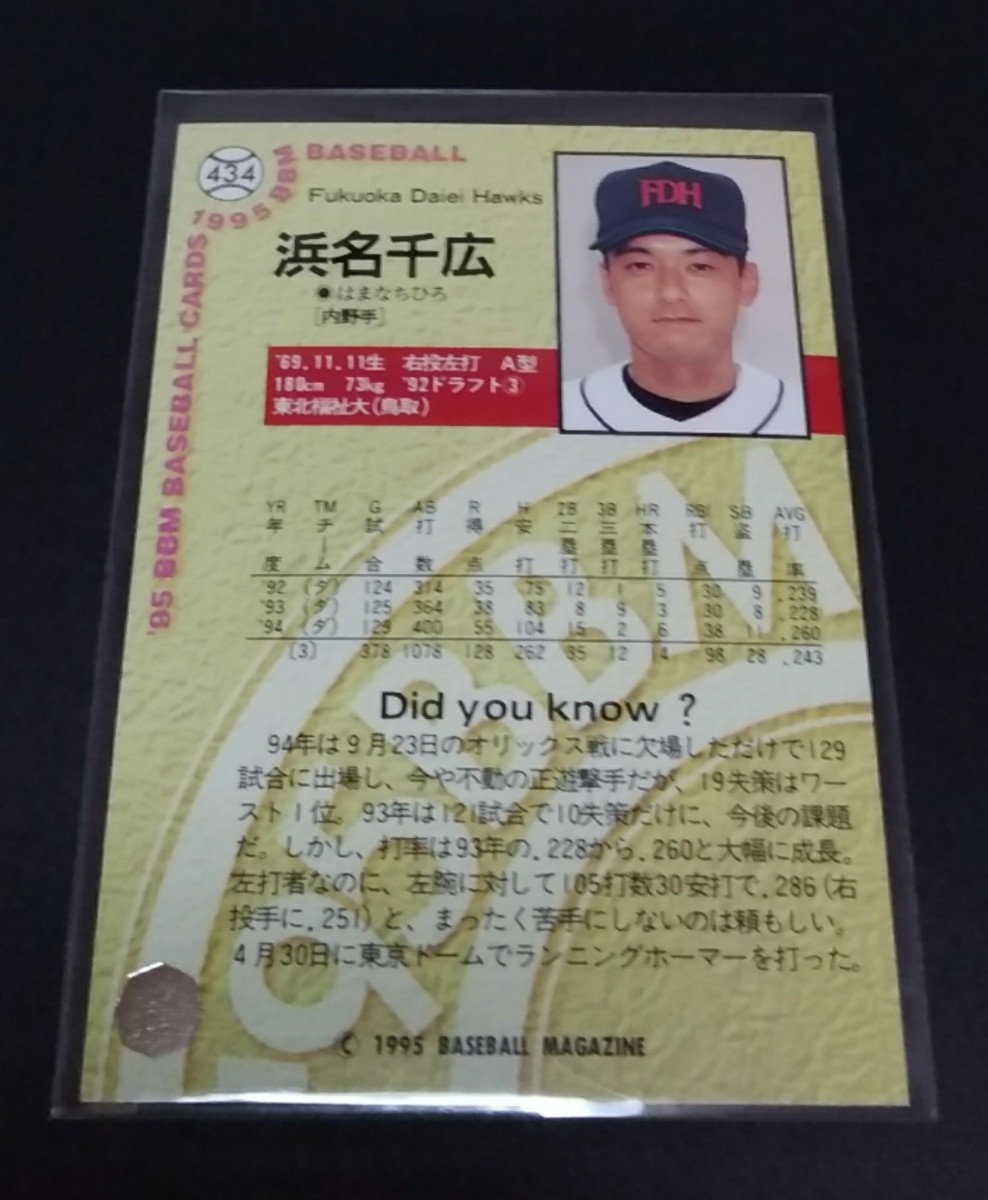 434
'95 BBM BASEBALL CARDS 1995 BBM BASEBALL
Fukuoka Daiei Hawks
FDH
浜名千広
●はまなちひろ
[内野手]
'69.11.11生 右投左打 A型
180cm 73kg '92ドラフト③
東北福祉大(鳥取)
YR TM G AB R H 2B 3B HR RBI SB AVG
年度 チーム 試合 打数 得点 安打 二塁打 三塁打 本塁打 打点 盗塁 打率
'92 (ダ) 124 314 35 75 12 1 5 30 9 .239
'93 (ダ) 125 364 38 83 8 9 3 30 8 .228
'94 (ダ) 129 400 55 104 15 2 6 38 11 .260
(3) 378 1078 128 262 35 12 14 98 28 .243
Did you know ?
94年は9月23日のオリックス戦に欠場しただけで129
試合に出場し、今や不動の正遊撃手だが、19失策はワー
スト1位。93年は121試合で10失策だけに、今後の課題
だ。しかし、打率は93年の.228から.260と大幅に成長。
左打者なのに、左腕に対して105打数30安打で.286(右
投手に.251)と、まったく苦手にしないのは頼もしい。
4月30日に東京ドームでランニングホーマーを打った。
© 1995 BASEBALL MAGAZINE